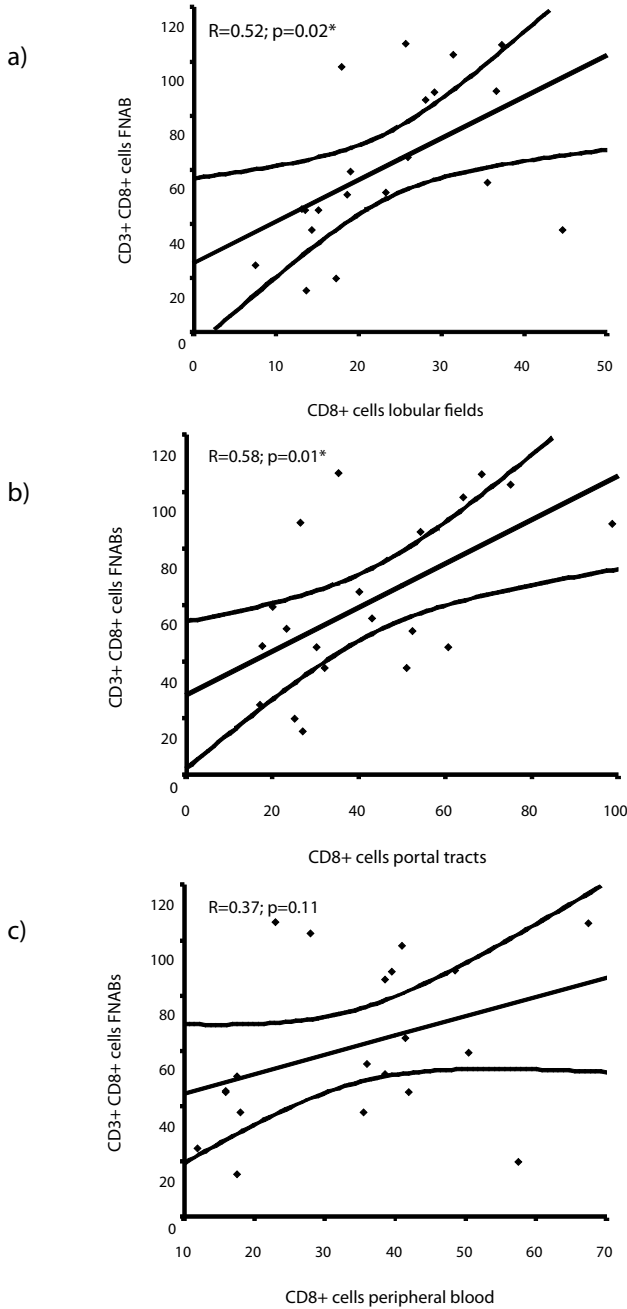 a)
R=0.52; p=0.02*
CD3+ CD8+ cells FNAB
120
100
80
60
40
20
0
0 10 20 30 40 50
CD8+ cells lobular fields
b)
R=0.58; p=0.01*
CD3+ CD8+ cells FNABs
120
100
80
60
40
20
0
0 20 40 60 80 100
CD8+ cells portal tracts
c)
R=0.37; p=0.11
CD3+ CD8+ cells FNABs
120
100
80
60
40
20
0
10 20 30 40 50 60 70
CD8+ cells peripheral blood